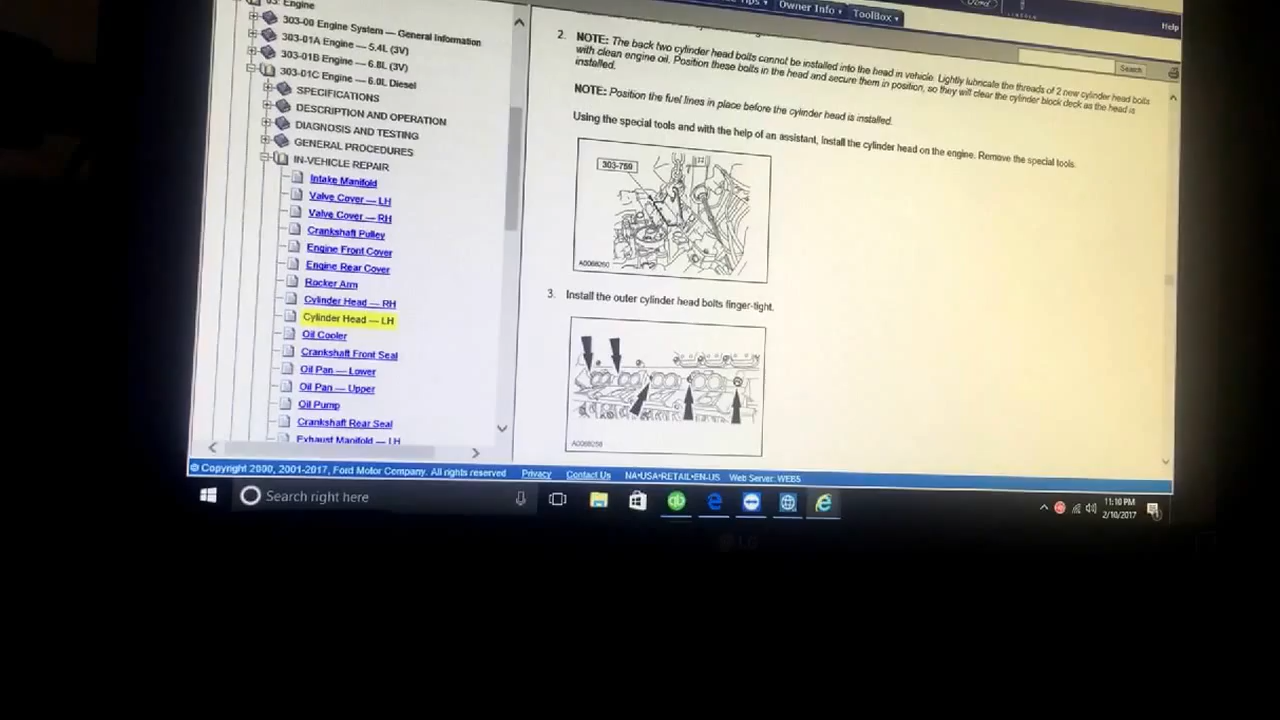 03: Engine
303-00 Engine System — General Information
303-01A Engine — 5.4L (3V)
303-01B Engine — 6.8L (3V)
303-01C Engine — 6.0L Diesel
SPECIFICATIONS
DESCRIPTION AND OPERATION
DIAGNOSIS AND TESTING
GENERAL PROCEDURES
IN-VEHICLE REPAIR
Intake Manifold
Valve Cover — LH
Valve Cover — RH
Crankshaft Pulley
Engine Front Cover
Engine Rear Cover
Rocker Arm
Cylinder Head — RH
Cylinder Head — LH
Oil Cooler
Crankshaft Front Seal
Oil Pan — Lower
Oil Pan — Upper
Oil Pump
Crankshaft Rear Seal
Exhaust Manifold — LH
Tips
Owner Info
ToolBox
Ford
LINCOLN
Help
Search
2. NOTE: The back two cylinder head bolts cannot be installed into the head in vehicle. Lightly lubricate the threads of 2 new cylinder head bolts
with clean engine oil. Position these bolts in the head and secure them in position, so they will clear the cylinder block deck as the head is
installed.
NOTE: Position the fuel lines in place before the cylinder head is installed.
Using the special tools and with the help of an assistant, install the cylinder head on the engine. Remove the special tools.
303-760
A0068260
3. Install the outer cylinder head bolts finger-tight.
A0068258
© Copyright 2000, 2001-2017, Ford Motor Company. All rights reserved Privacy Contact Us NA•USA•RETAIL•EN-US Web Server: WEB5
Search right here
qb
11:10 PM
2/10/2017
LG